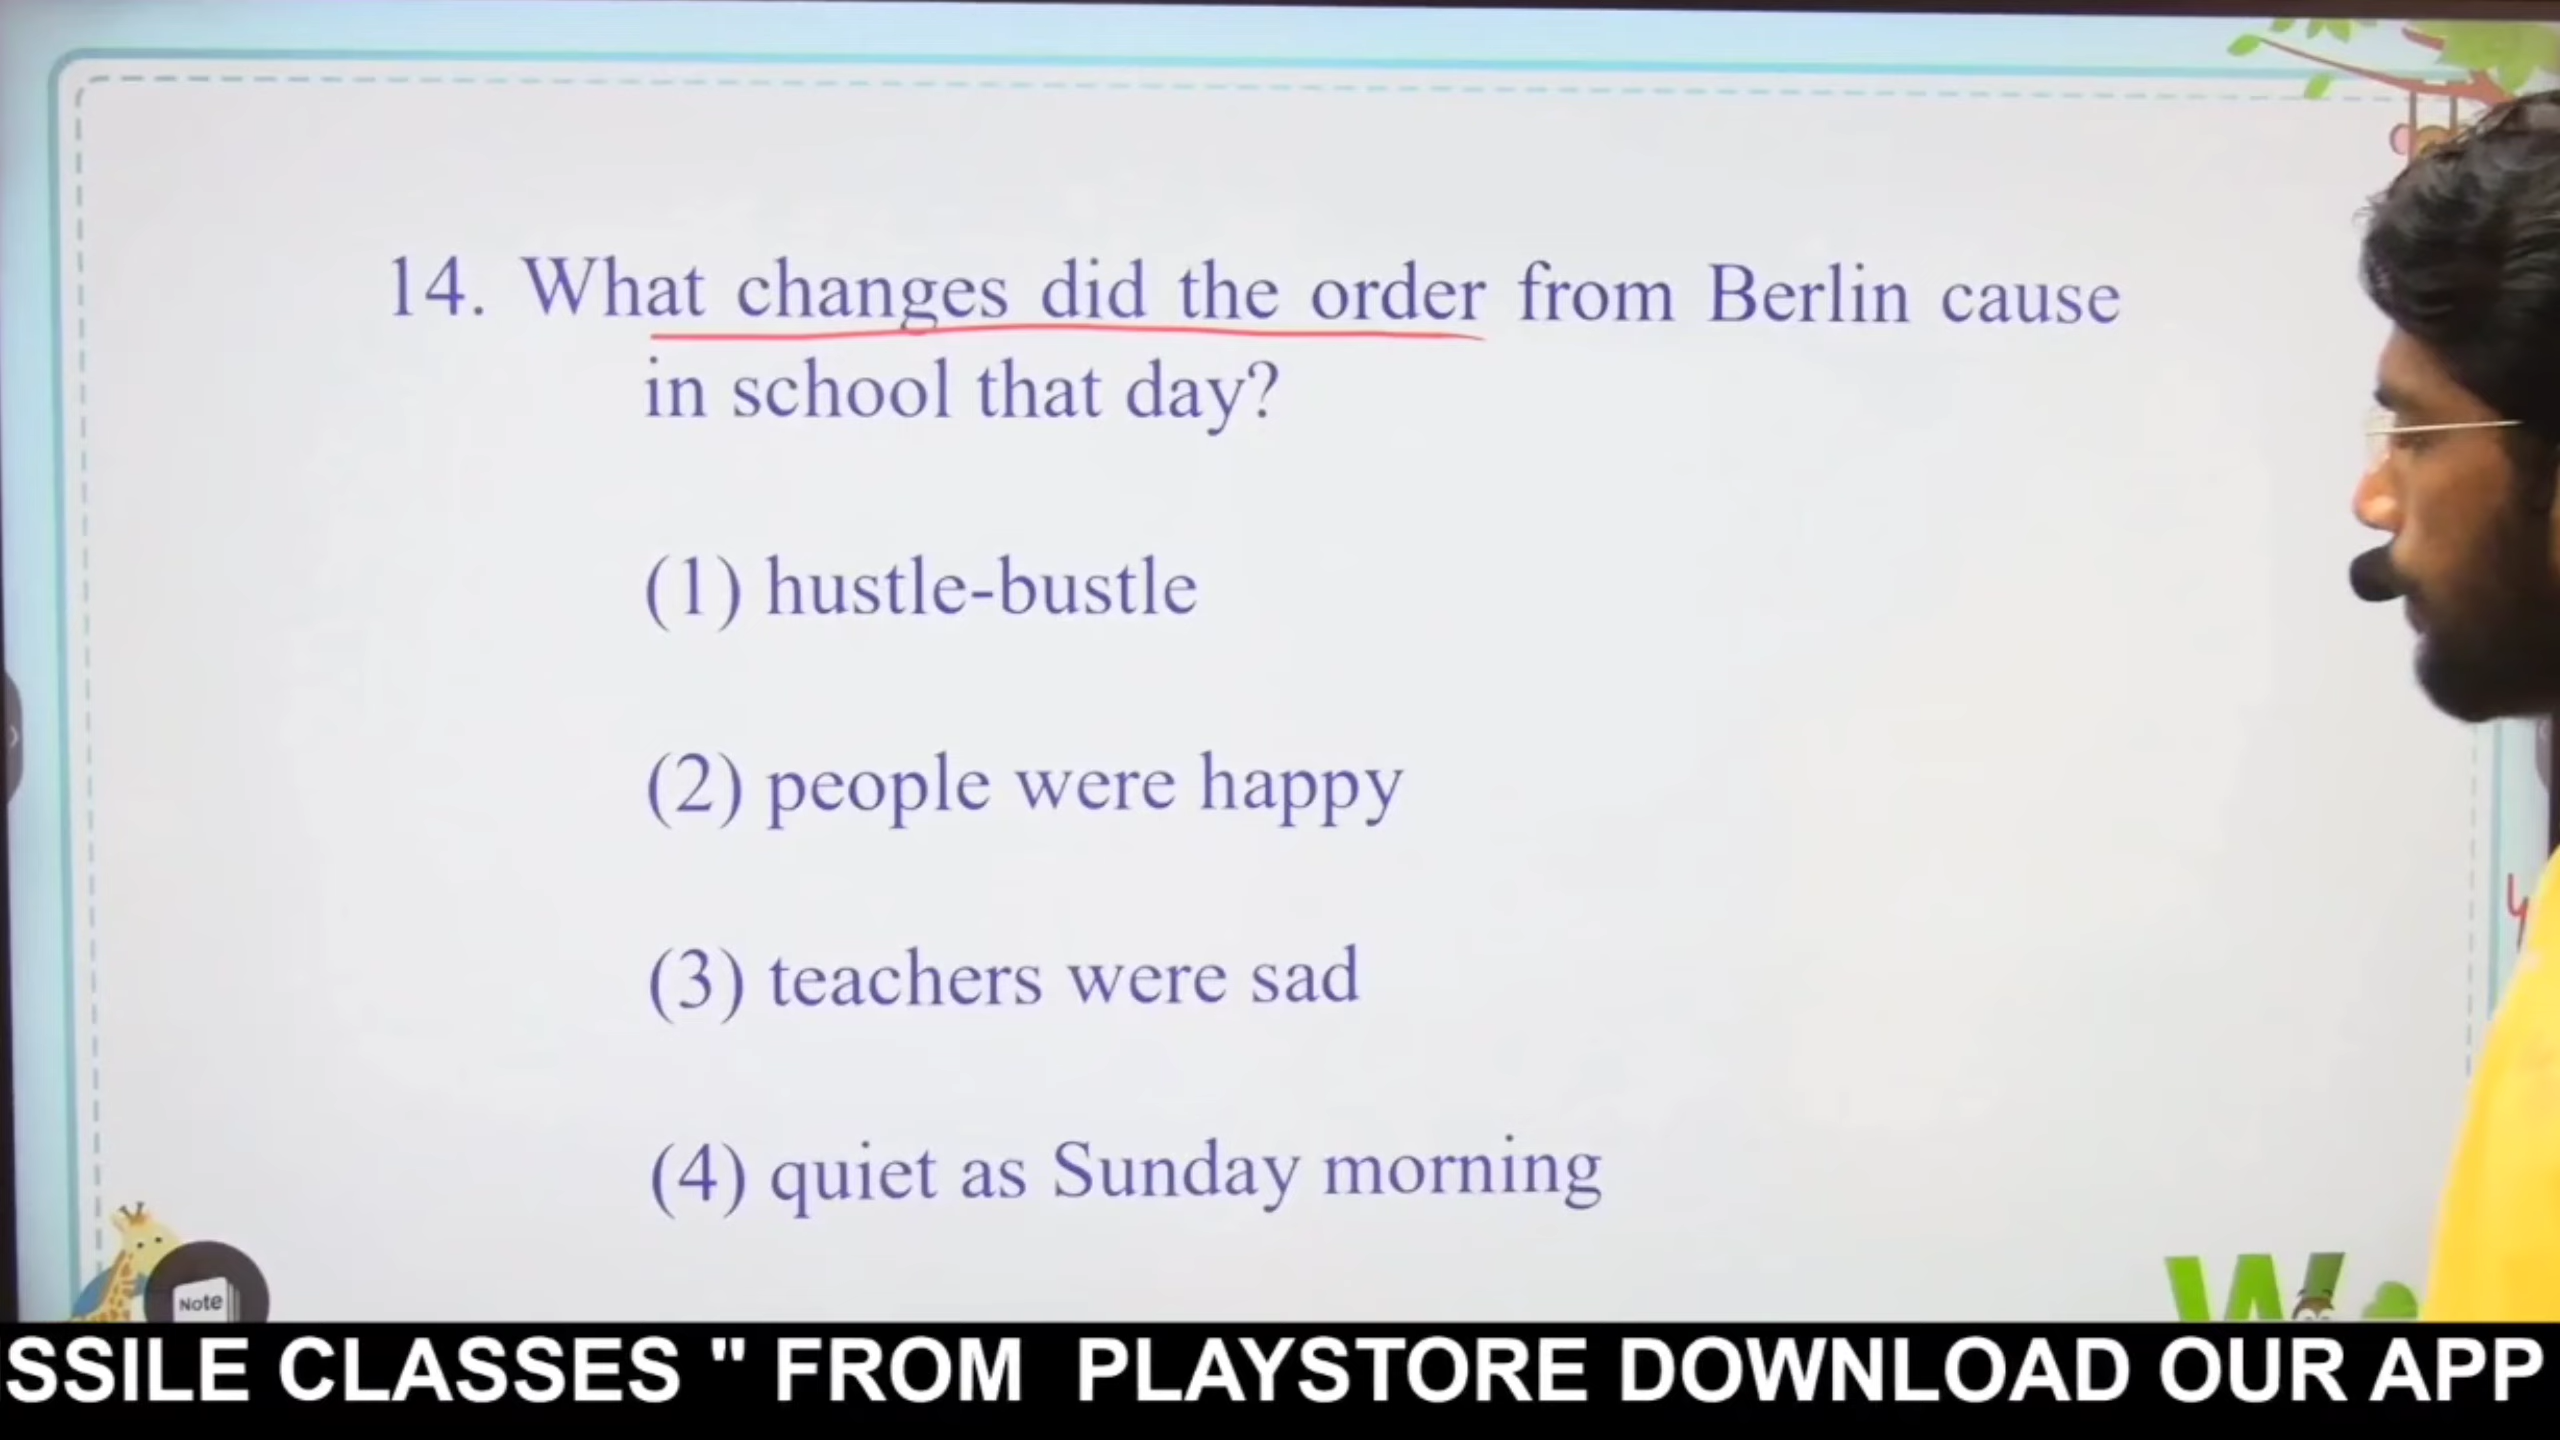 14. What changes did the order from Berlin cause
in school that day?
(1) hustle-bustle
(2) people were happy
(3) teachers were sad
(4) quiet as Sunday morning
Note
W
SSILE CLASSES " FROM PLAYSTORE DOWNLOAD OUR APP